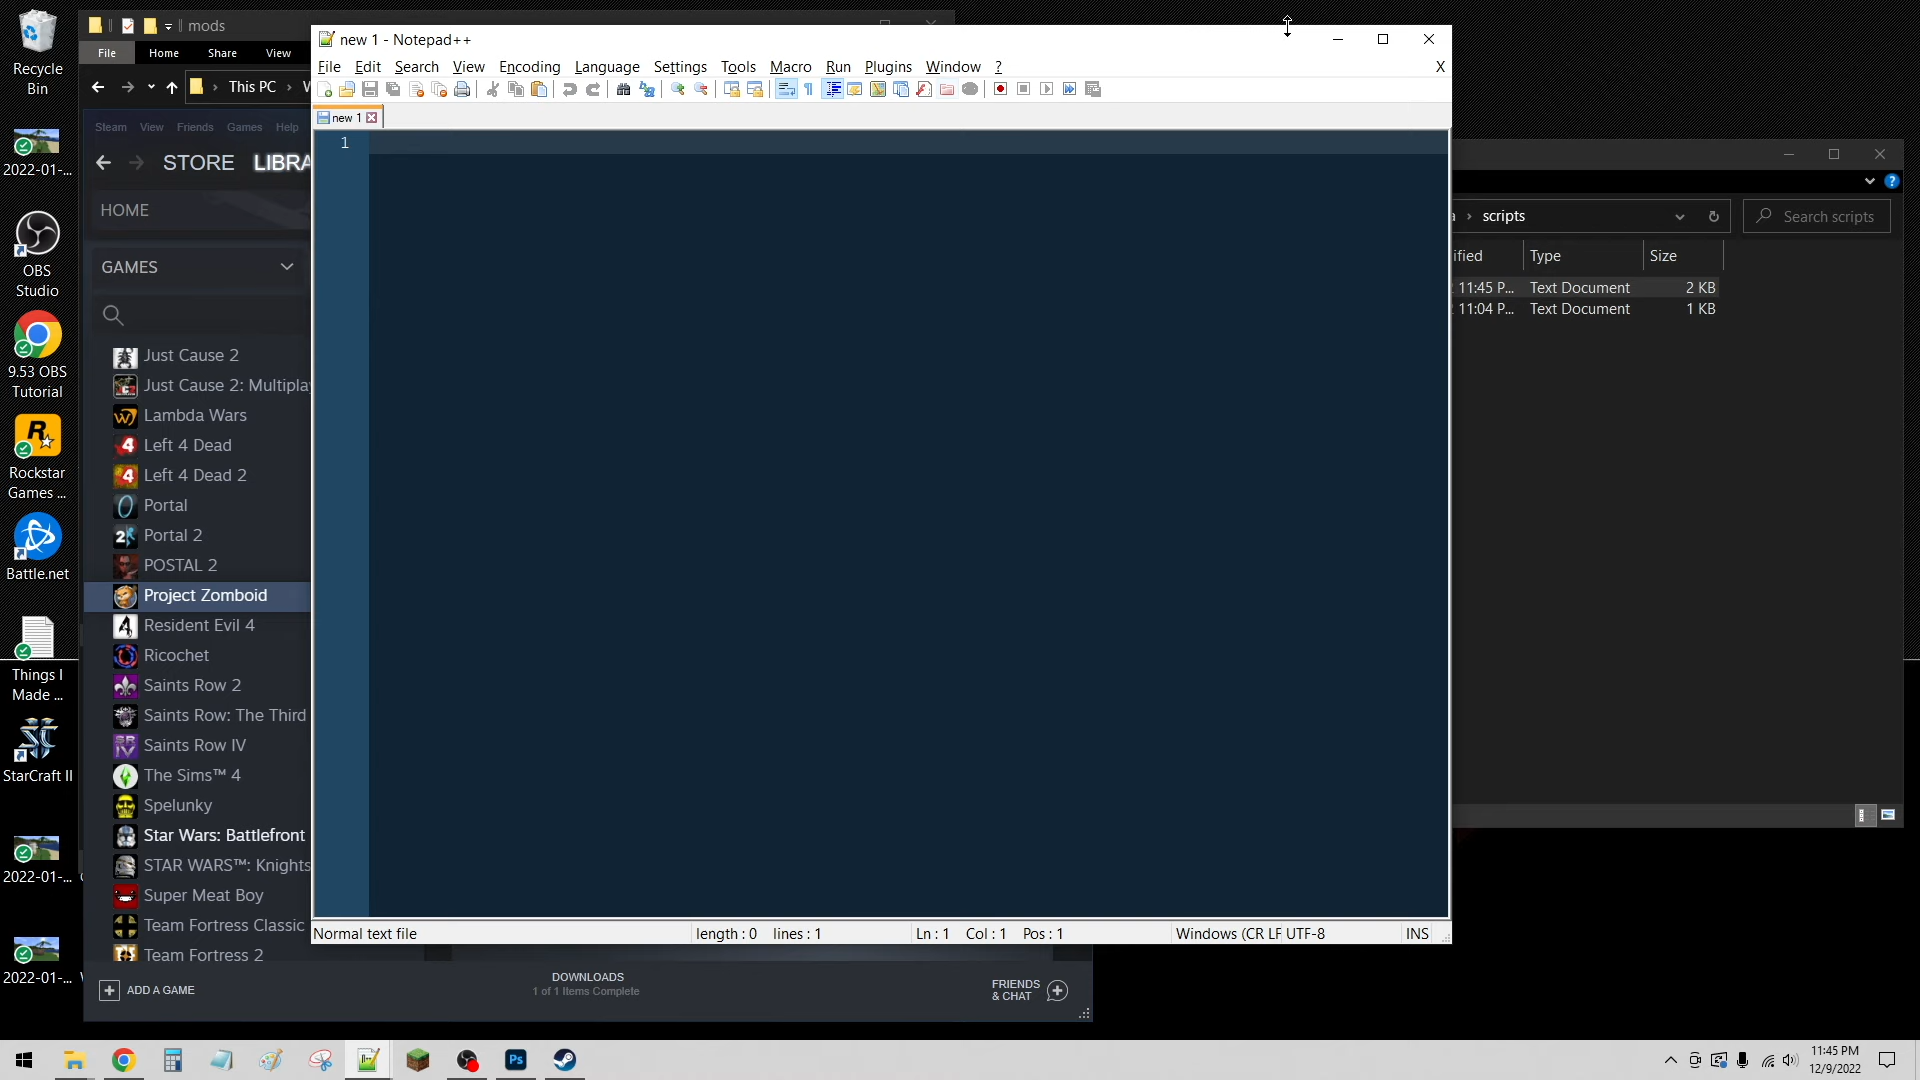 Recycle
Bin
2022-01-...
OBS
Studio
9.53 OBS
Tutorial
Rockstar
Games ...
Battle.net
Things I
Made ...
StarCraft II
2022-01-...
2022-01-...
mods
File
Home
Share
View
This PC
Steam
View
Friends
Games
Help
STORE
LIBRA
HOME
GAMES
Just Cause 2
Just Cause 2: Multipla
Lambda Wars
Left 4 Dead
Left 4 Dead 2
Portal
Portal 2
POSTAL 2
Project Zomboid
Resident Evil 4
Ricochet
Saints Row 2
Saints Row: The Third
Saints Row IV
The Sims™ 4
Spelunky
Star Wars: Battlefront
STAR WARS™: Knights
Super Meat Boy
Team Fortress Classic
Team Fortress 2
ADD A GAME
DOWNLOADS
1 of 1 Items Complete
FRIENDS
& CHAT
new 1 - Notepad++
File Edit Search View Encoding Language Settings Tools Macro Run Plugins Window ?
X
new 1
1
Normal text file
length : 0 lines : 1
Ln : 1 Col : 1 Pos : 1
Windows (CR LF
UTF-8
INS
scripts
Search scripts
ified
Type
Size
11:45 P...
Text Document
2 KB
11:04 P...
Text Document
1 KB
Ps
11:45 PM
12/9/2022